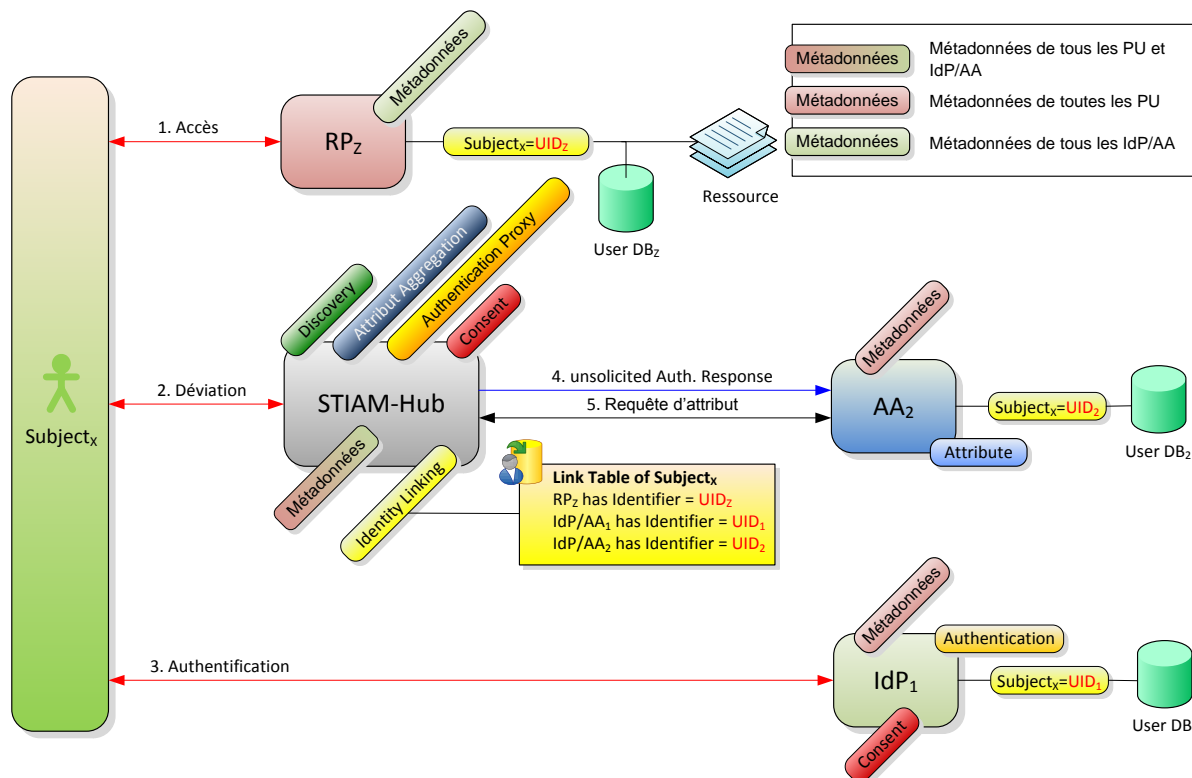 Métadonnées
Métadonnées de tous les PU et
IdP/AA
Métadonnées
Métadonnées de toutes les PU
Métadonnées
Métadonnées de tous les IdP/AA
Métadonnées
1. Accès
RPZ
SubjectX=UIDZ
Ressource
User DBZ
Discovery
Attribut Aggregation
Authentication Proxy
Consent
Métadonnées
2. Déviation
STIAM-Hub
4. unsolicited Auth. Response
5. Requête d'attribut
AA2
SubjectX=UID2
User DB2
Attribute
SubjectX
Métadonnées
Identity Linking
Link Table of SubjectX
RPZ has Identifier = UIDZ
IdP/AA1 has Identifier = UID1
IdP/AA2 has Identifier = UID2
Métadonnées
Authentication
3. Authentification
IdP1
SubjectX=UID1
User DB
Consent